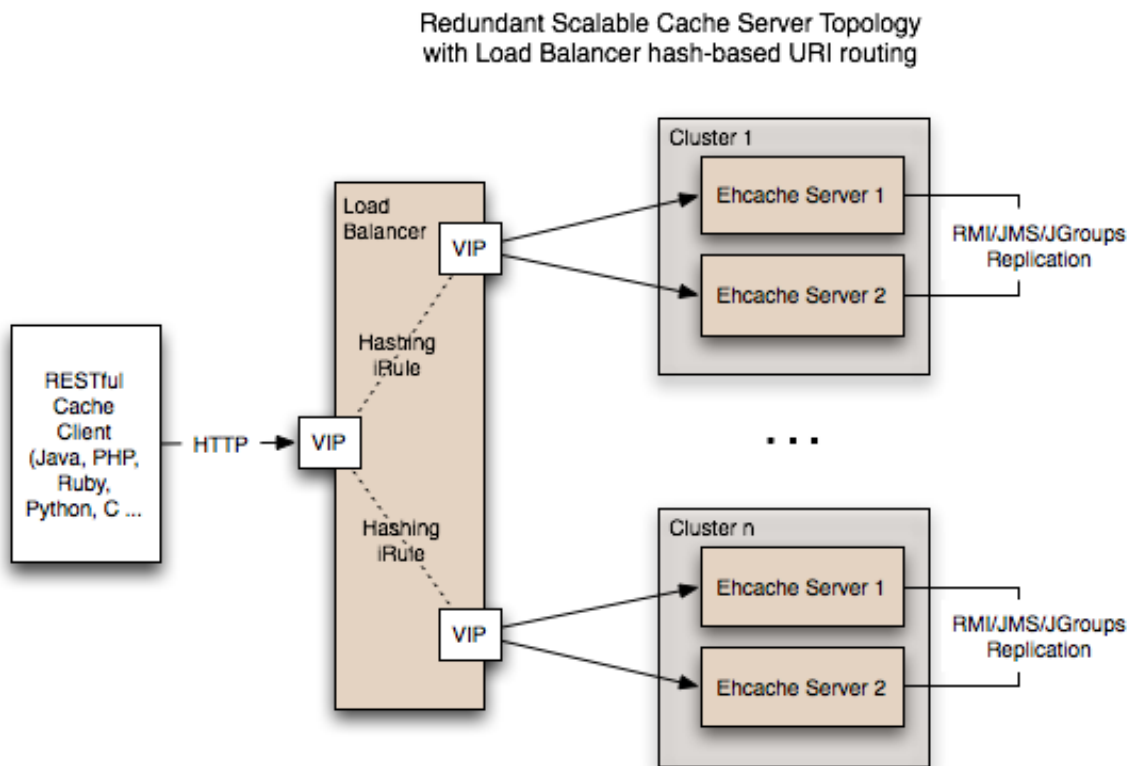 Redundant Scalable Cache Server Topology
with Load Balancer hash-based URI routing
Cluster 1
Ehcache Server 1
Ehcache Server 2
RMI/JMS/JGroups
Replication
Load
Balancer
VIP
Hashing
iRule
RESTful
Cache
Client
(Java, PHP,
Ruby,
Python, C ...
HTTP
VIP
...
Hashing
iRule
VIP
Cluster n
Ehcache Server 1
Ehcache Server 2
RMI/JMS/JGroups
Replication